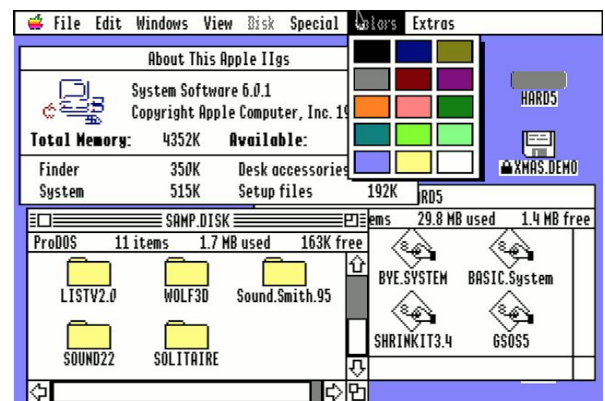 File Edit Windows View Disk Special Colors Extras
About This Apple IIgs
System Software 6.0.1
Copyright Apple Computer, Inc. 19
Total Memory: 4352K Available:
Finder 350K Desk accessories
System 515K Setup files 192K
HARD5
XMAS.DEMO
SAMP.DISK
ProDOS 11 items 1.7 MB used 163K free
LISTV2.0 WOLF3D Sound.Smith.95
SOUND22 SOLITAIRE
RD5
ems 29.8 MB used 1.4 MB free
BYE.SYSTEM BASIC.System
SHRINKIT3.4 GSOS5